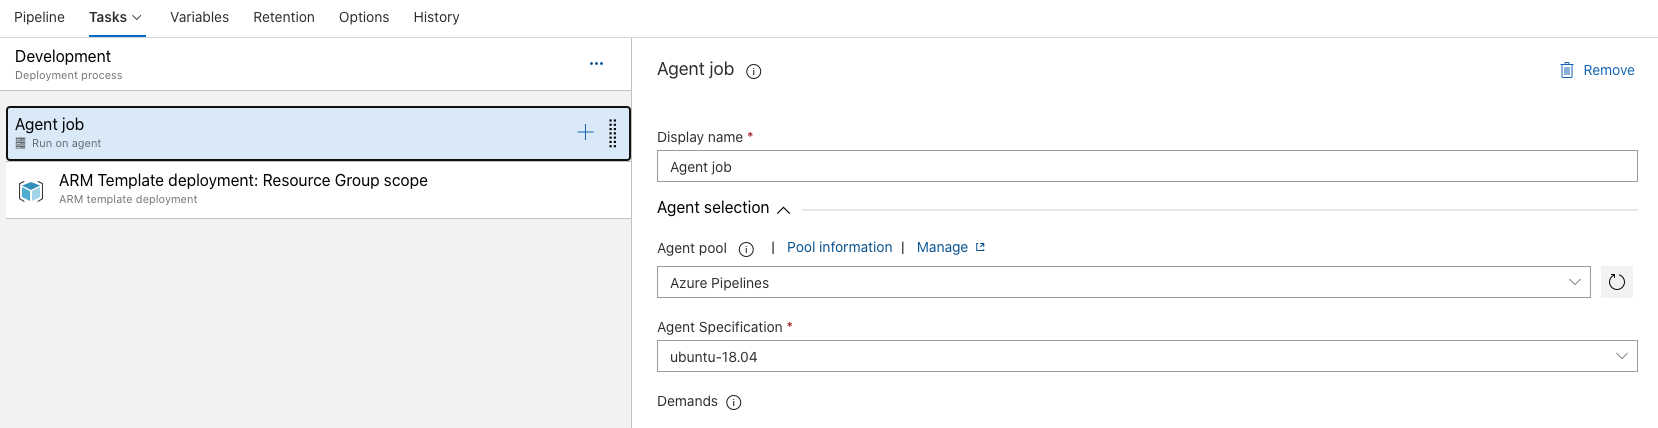 Pipeline Tasks Variables Retention Options History
Development
Deployment process
Agent job
Run on agent
ARM Template deployment: Resource Group scope
ARM template deployment
Agent job
Remove
Display name *
Agent job
Agent selection
Agent pool | Pool information | Manage
Azure Pipelines
Agent Specification *
ubuntu-18.04
Demands